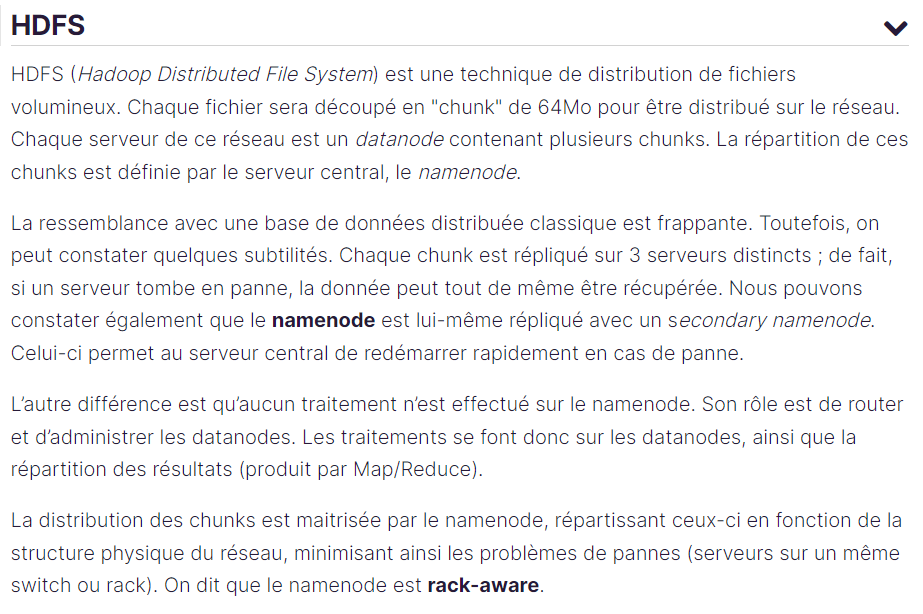 HDFS
HDFS (Hadoop Distributed File System) est une technique de distribution de fichiers
volumineux. Chaque fichier sera découpé en "chunk" de 64Mo pour être distribué sur le réseau.
Chaque serveur de ce réseau est un datanode contenant plusieurs chunks. La répartition de ces
chunks est définie par le serveur central, le namenode.
La ressemblance avec une base de données distribuée classique est frappante. Toutefois, on
peut constater quelques subtilités. Chaque chunk est répliqué sur 3 serveurs distincts ; de fait,
si un serveur tombe en panne, la donnée peut tout de même être récupérée. Nous pouvons
constater également que le namenode est lui-même répliqué avec un secondary namenode.
Celui-ci permet au serveur central de redémarrer rapidement en cas de panne.
L’autre différence est qu’aucun traitement n’est effectué sur le namenode. Son rôle est de router
et d’administrer les datanodes. Les traitements se font donc sur les datanodes, ainsi que la
répartition des résultats (produit par Map/Reduce).
La distribution des chunks est maitrisée par le namenode, répartissant ceux-ci en fonction de la
structure physique du réseau, minimisant ainsi les problèmes de pannes (serveurs sur un même
switch ou rack). On dit que le namenode est rack-aware.